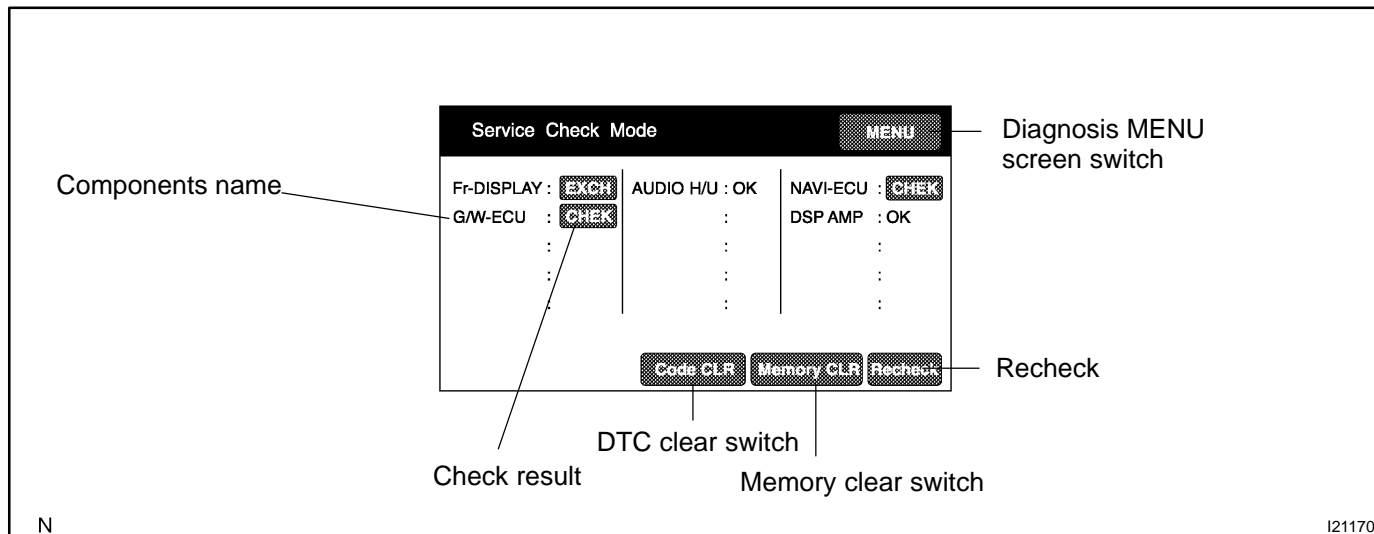 Service Check Mode
MENU
Diagnosis MENU
screen switch
Components name
Fr-DISPLAY : EXCH
AUDIO H/U : OK
NAVI-ECU : CHEK
G/W-ECU : CHEK
:
DSP AMP : OK
: : :
: : :
: : :
Code CLR
Memory CLR
Recheck
Recheck
DTC clear switch
Check result
Memory clear switch
N
I21170